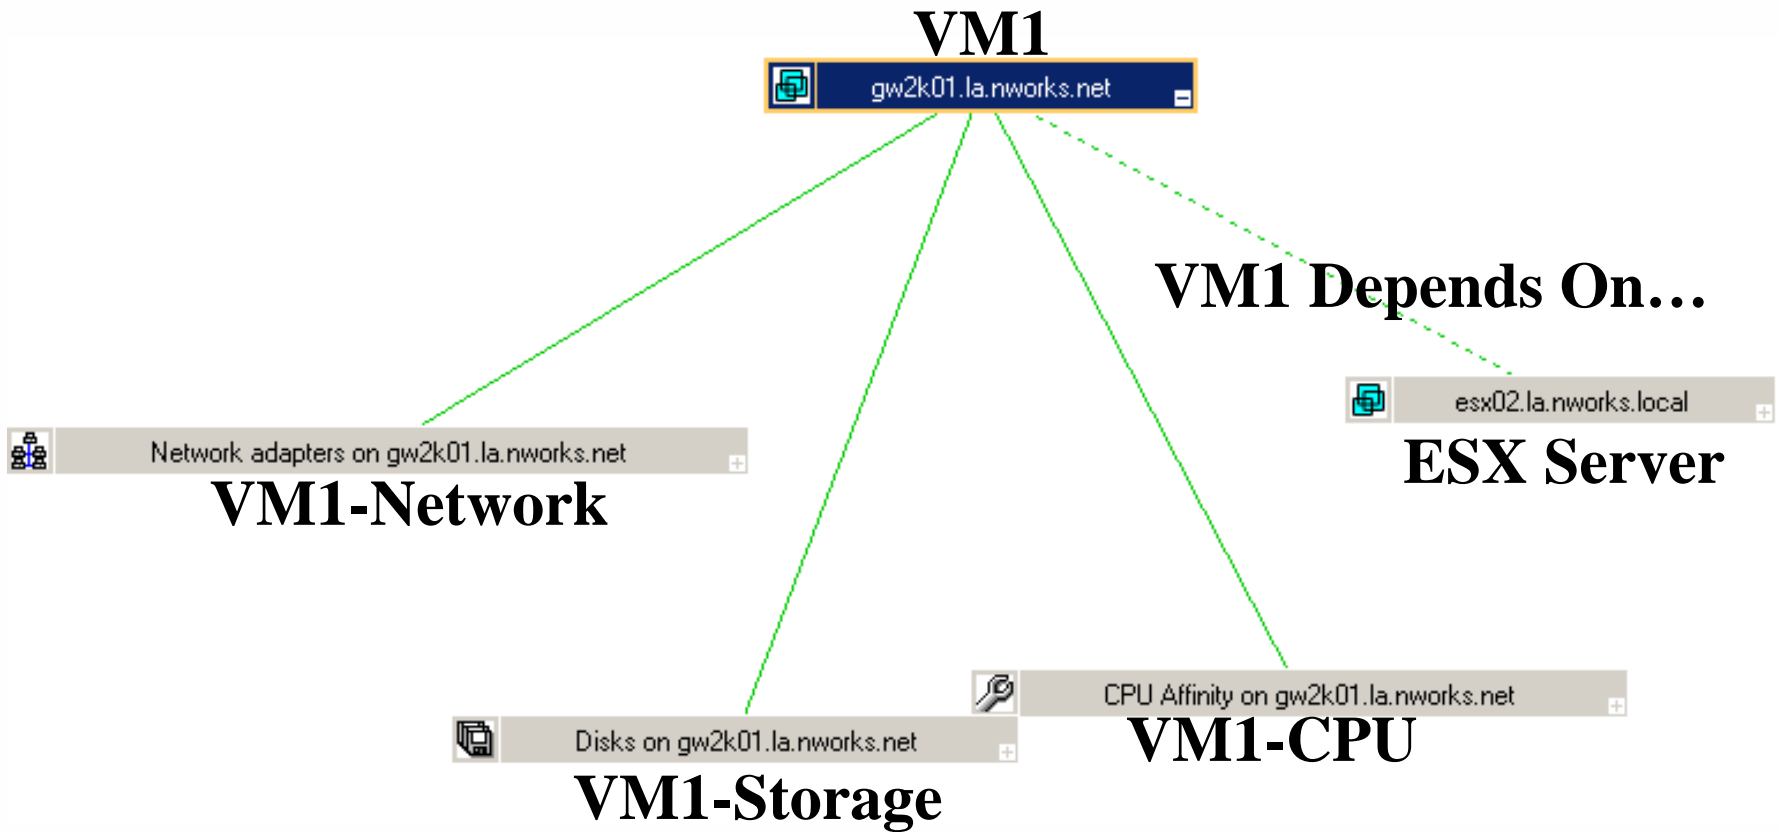 VM1
gw2k01.la.nworks.net
VM1 Depends On…
esx02.la.nworks.local
ESX Server
Network adapters on gw2k01.la.nworks.net
VM1-Network
CPU Affinity on gw2k01.la.nworks.net
VM1-CPU
Disks on gw2k01.la.nworks.net
VM1-Storage